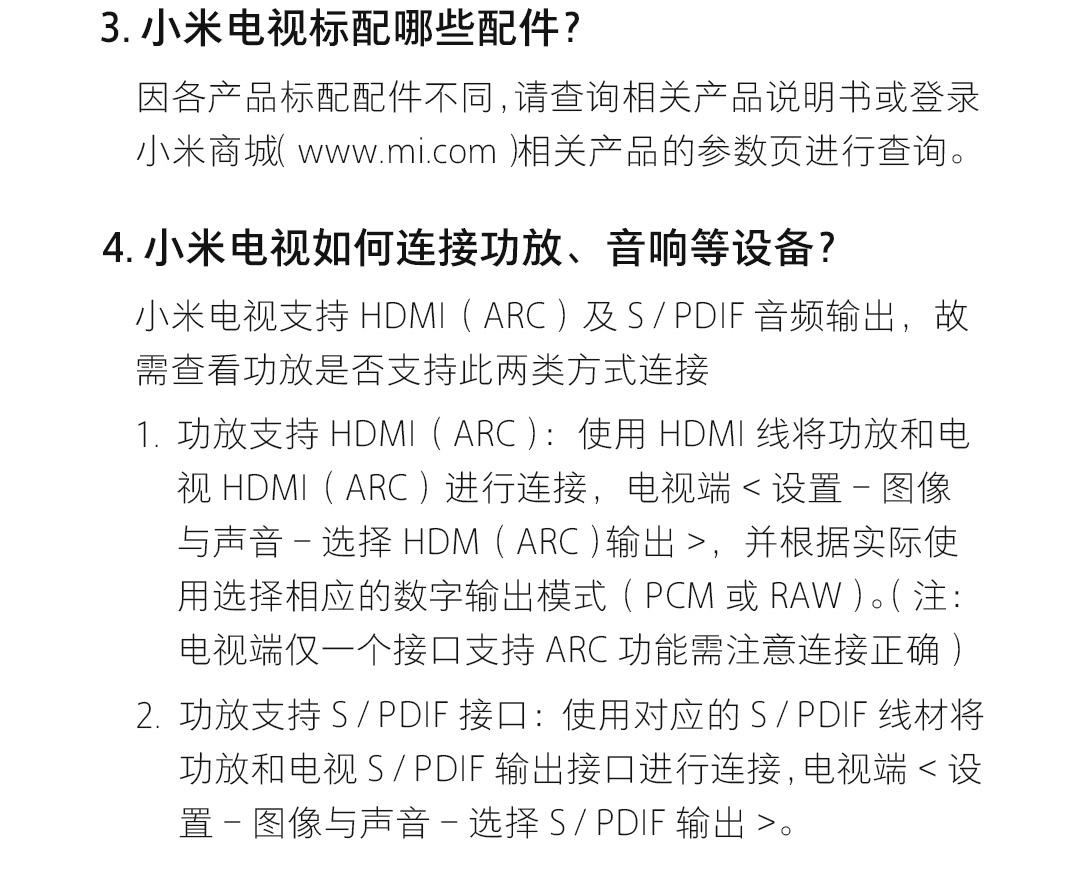 3. 小米电视标配哪些配件?
因各产品标配配件不同,请查询相关产品说明书或登录
小米商城( www.mi.com )相关产品的参数页进行查询。
4. 小米电视如何连接功放、音响等设备?
小米电视支持 HDMI（ARC）及 S / PDIF 音频输出，故
需查看功放是否支持此两类方式连接
1. 功放支持 HDMI（ARC）：使用 HDMI 线将功放和电
视 HDMI（ARC）进行连接，电视端 < 设置 – 图像
与声音 – 选择 HDM（ARC )输出 >，并根据实际使
用选择相应的数字输出模式（PCM 或 RAW）。（注：
电视端仅一个接口支持 ARC 功能需注意连接正确）
2. 功放支持 S / PDIF 接口：使用对应的 S / PDIF 线材将
功放和电视 S / PDIF 输出接口进行连接,电视端 < 设
置 – 图像与声音 – 选择 S / PDIF 输出 >。